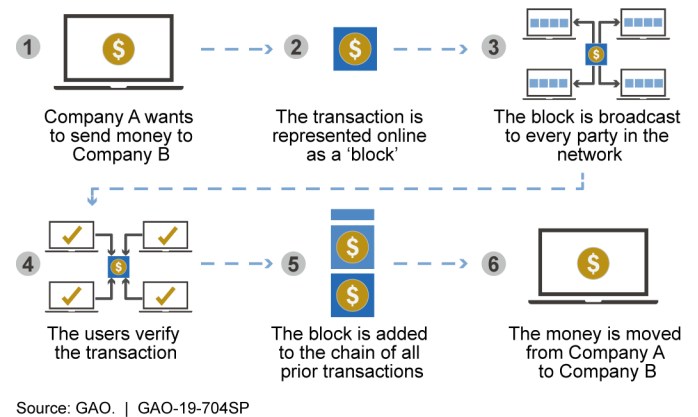 1
$
Company A wants
to send money to
Company B
2
$
The transaction is
represented online
as a ‘block’
3
$
The block is broadcast
to every party in the
network
4
$
The users verify
the transaction
5
$
$
The block is added
to the chain of all
prior transactions
6
$
The money is moved
from Company A
to Company B
Source: GAO. | GAO-19-704SP